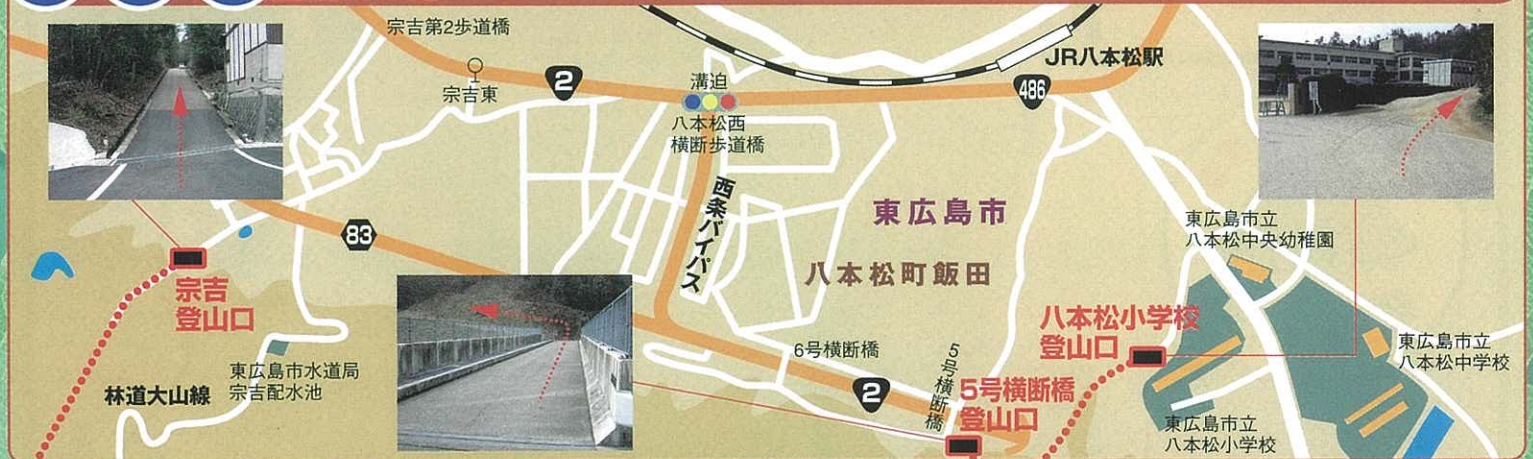 宗吉第2歩道橋
宗吉東
2
溝迫
八本松西
横断歩道橋
JR八本松駅
486
西条バイパス
東広島市
八本松町飯田
東広島市立
八本松中央幼稚園
83
宗吉
登山口
東広島市水道局
宗吉配水池
林道大山線
6号横断橋
2
5号横断橋
5号横断橋
登山口
八本松小学校
登山口
東広島市立
八本松中学校
東広島市立
八本松小学校